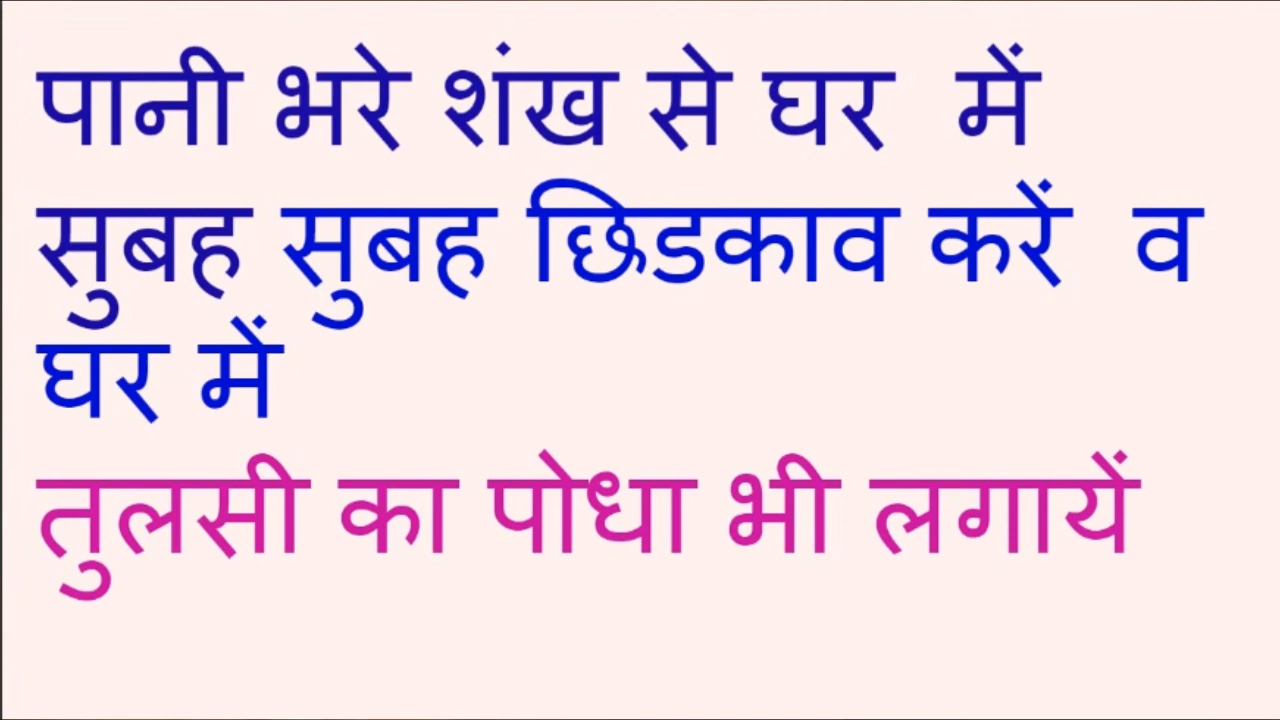 पानी भरे शंख से घर में
सुबह सुबह छिडकाव करें व
घर में
तुलसी का पोधा भी लगायें